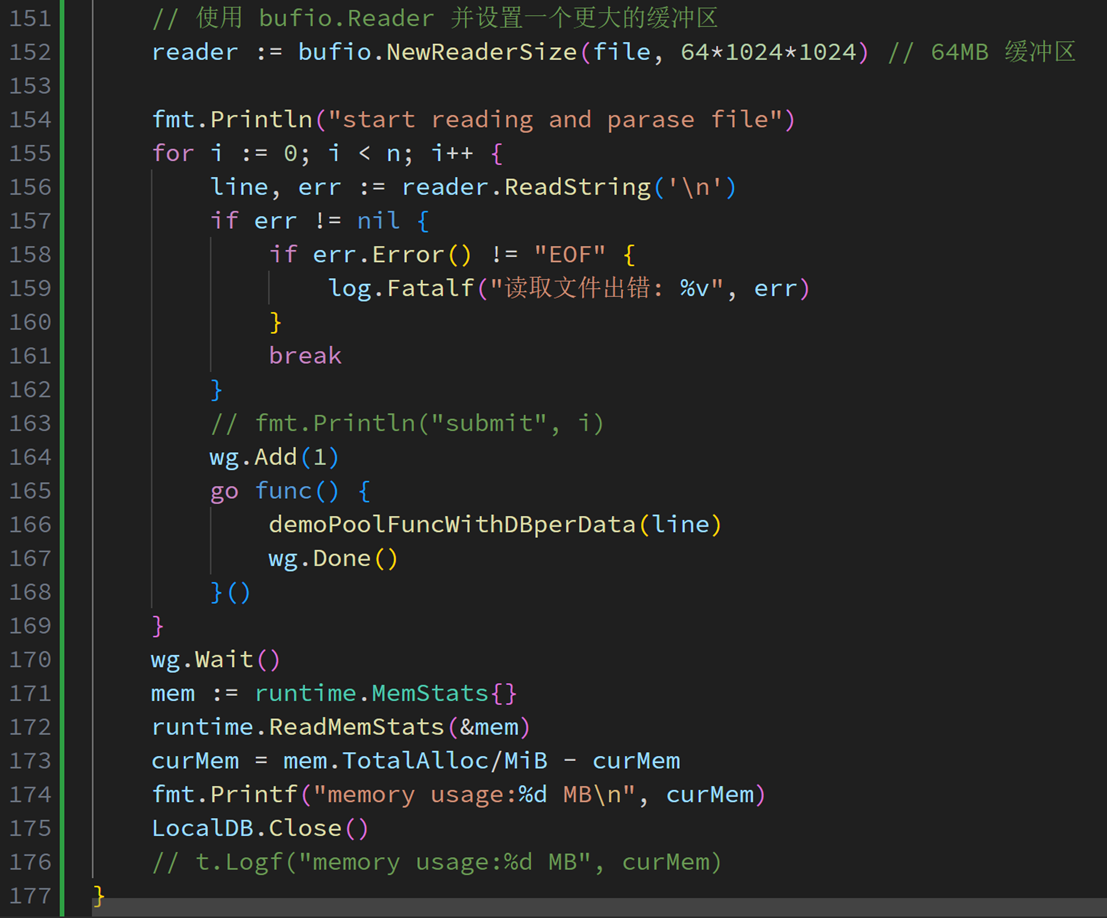 151 // 使用 bufio.Reader 并设置一个更大的缓冲区
152 reader := bufio.NewReaderSize(file, 64*1024*1024) // 64MB 缓冲区
153
154 fmt.Println("start reading and parase file")
155 for i := 0; i < n; i++ {
156     line, err := reader.ReadString('\n')
157     if err != nil {
158         if err.Error() != "EOF" {
159             log.Fatalf("读取文件出错: %v", err)
160         }
161         break
162     }
163     // fmt.Println("submit", i)
164     wg.Add(1)
165     go func() {
166         demoPoolFuncWithDBperData(line)
167         wg.Done()
168     }()
169 }
170 wg.Wait()
171 mem := runtime.MemStats{}
172 runtime.ReadMemStats(&mem)
173 curMem = mem.TotalAlloc/MiB - curMem
174 fmt.Printf("memory usage:%d MB\n", curMem)
175 LocalDB.Close()
176 // t.Logf("memory usage:%d MB", curMem)
177 }